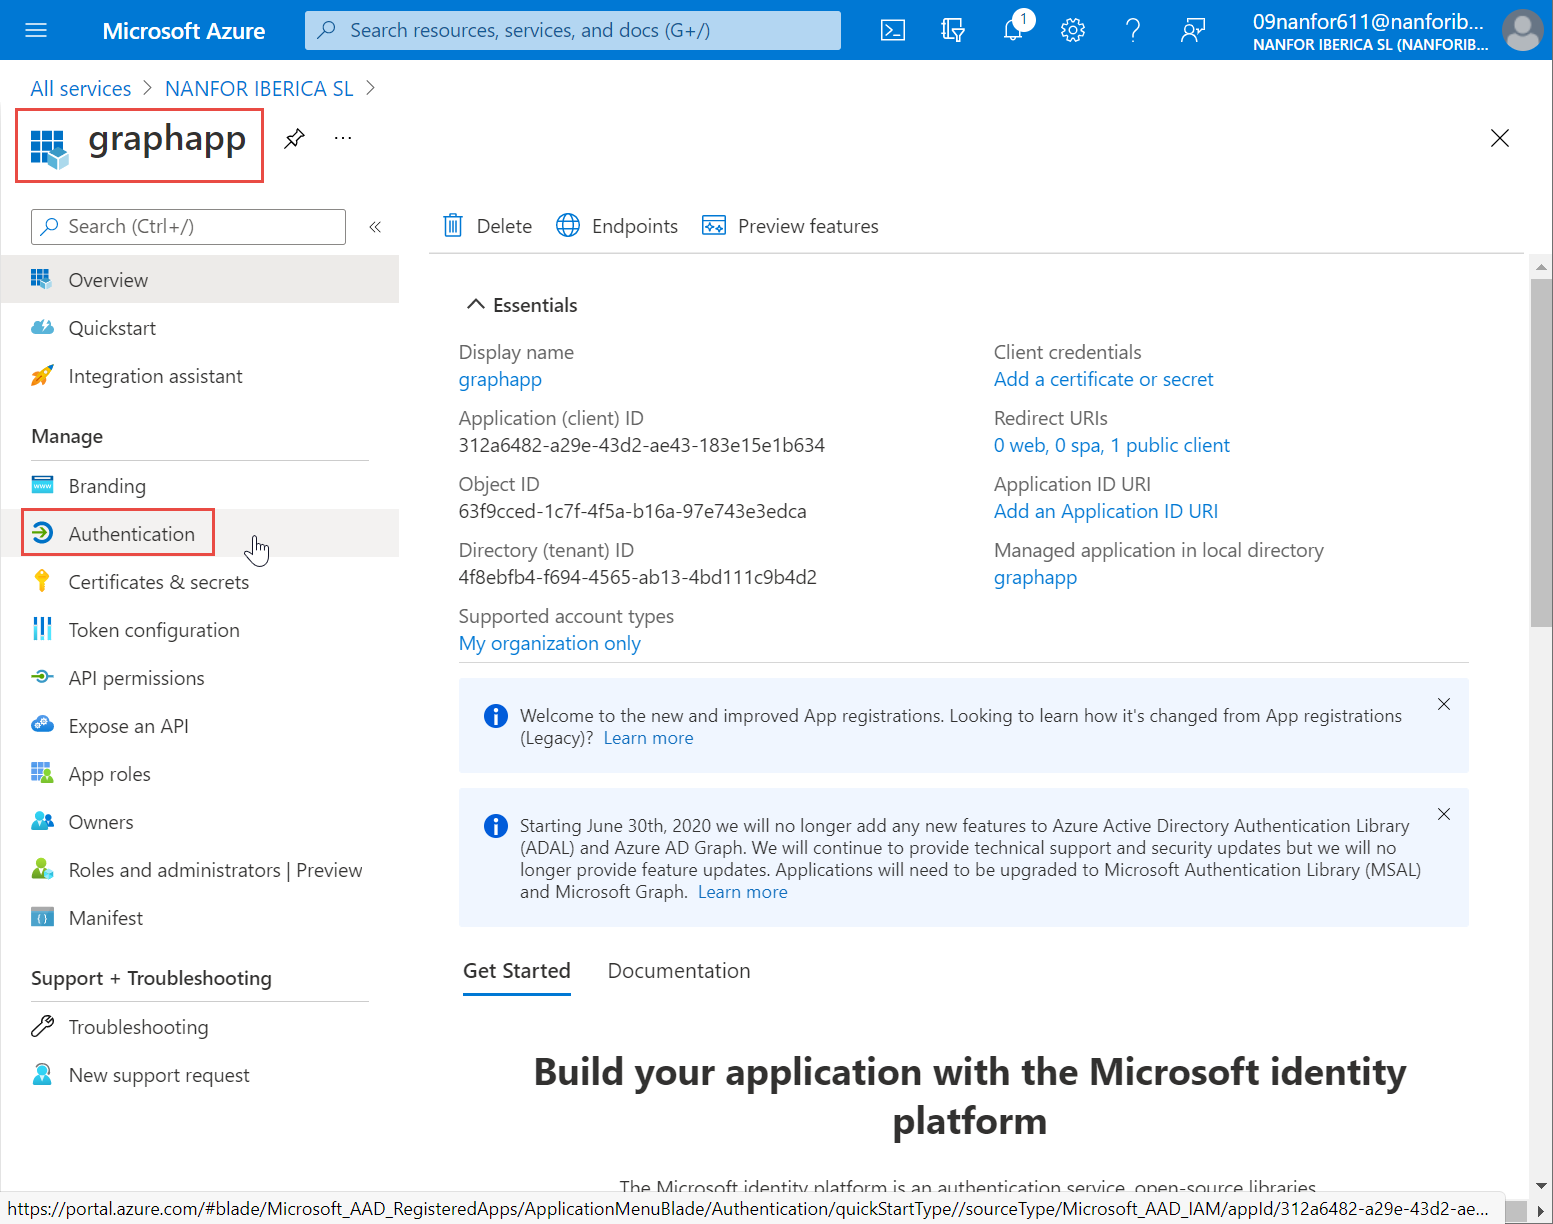 Microsoft Azure
Search resources, services, and docs (G+/)
1
09nanfor611@nanforib...
NANFOR IBERICA SL (NANFORIB...
All services > NANFOR IBERICA SL >
graphapp
...
Search (Ctrl+/)
«
Delete
Endpoints
Preview features
Overview
Quickstart
Integration assistant
Manage
Branding
Authentication
Certificates & secrets
Token configuration
API permissions
Expose an API
App roles
Owners
Roles and administrators | Preview
Manifest
Support + Troubleshooting
Troubleshooting
New support request
Essentials
Display name
graphapp
Application (client) ID
312a6482-a29e-43d2-ae43-183e15e1b634
Object ID
63f9cced-1c7f-4f5a-b16a-97e743e3edca
Directory (tenant) ID
4f8ebfb4-f694-4565-ab13-4bd111c9b4d2
Supported account types
My organization only
Client credentials
Add a certificate or secret
Redirect URIs
0 web, 0 spa, 1 public client
Application ID URI
Add an Application ID URI
Managed application in local directory
graphapp
Welcome to the new and improved App registrations. Looking to learn how it's changed from App registrations
(Legacy)? Learn more
Starting June 30th, 2020 we will no longer add any new features to Azure Active Directory Authentication Library
(ADAL) and Azure AD Graph. We will continue to provide technical support and security updates but we will no
longer provide feature updates. Applications will need to be upgraded to Microsoft Authentication Library (MSAL)
and Microsoft Graph. Learn more
Get Started
Documentation
Build your application with the Microsoft identity
platform
The Microsoft identity platform is an authentication service, open-source libraries,
https://portal.azure.com/#blade/Microsoft_AAD_RegisteredApps/ApplicationMenuBlade/Authentication/quickStartType//sourceType/Microsoft_AAD_IAM/appId/312a6482-a29e-43d2-ae...